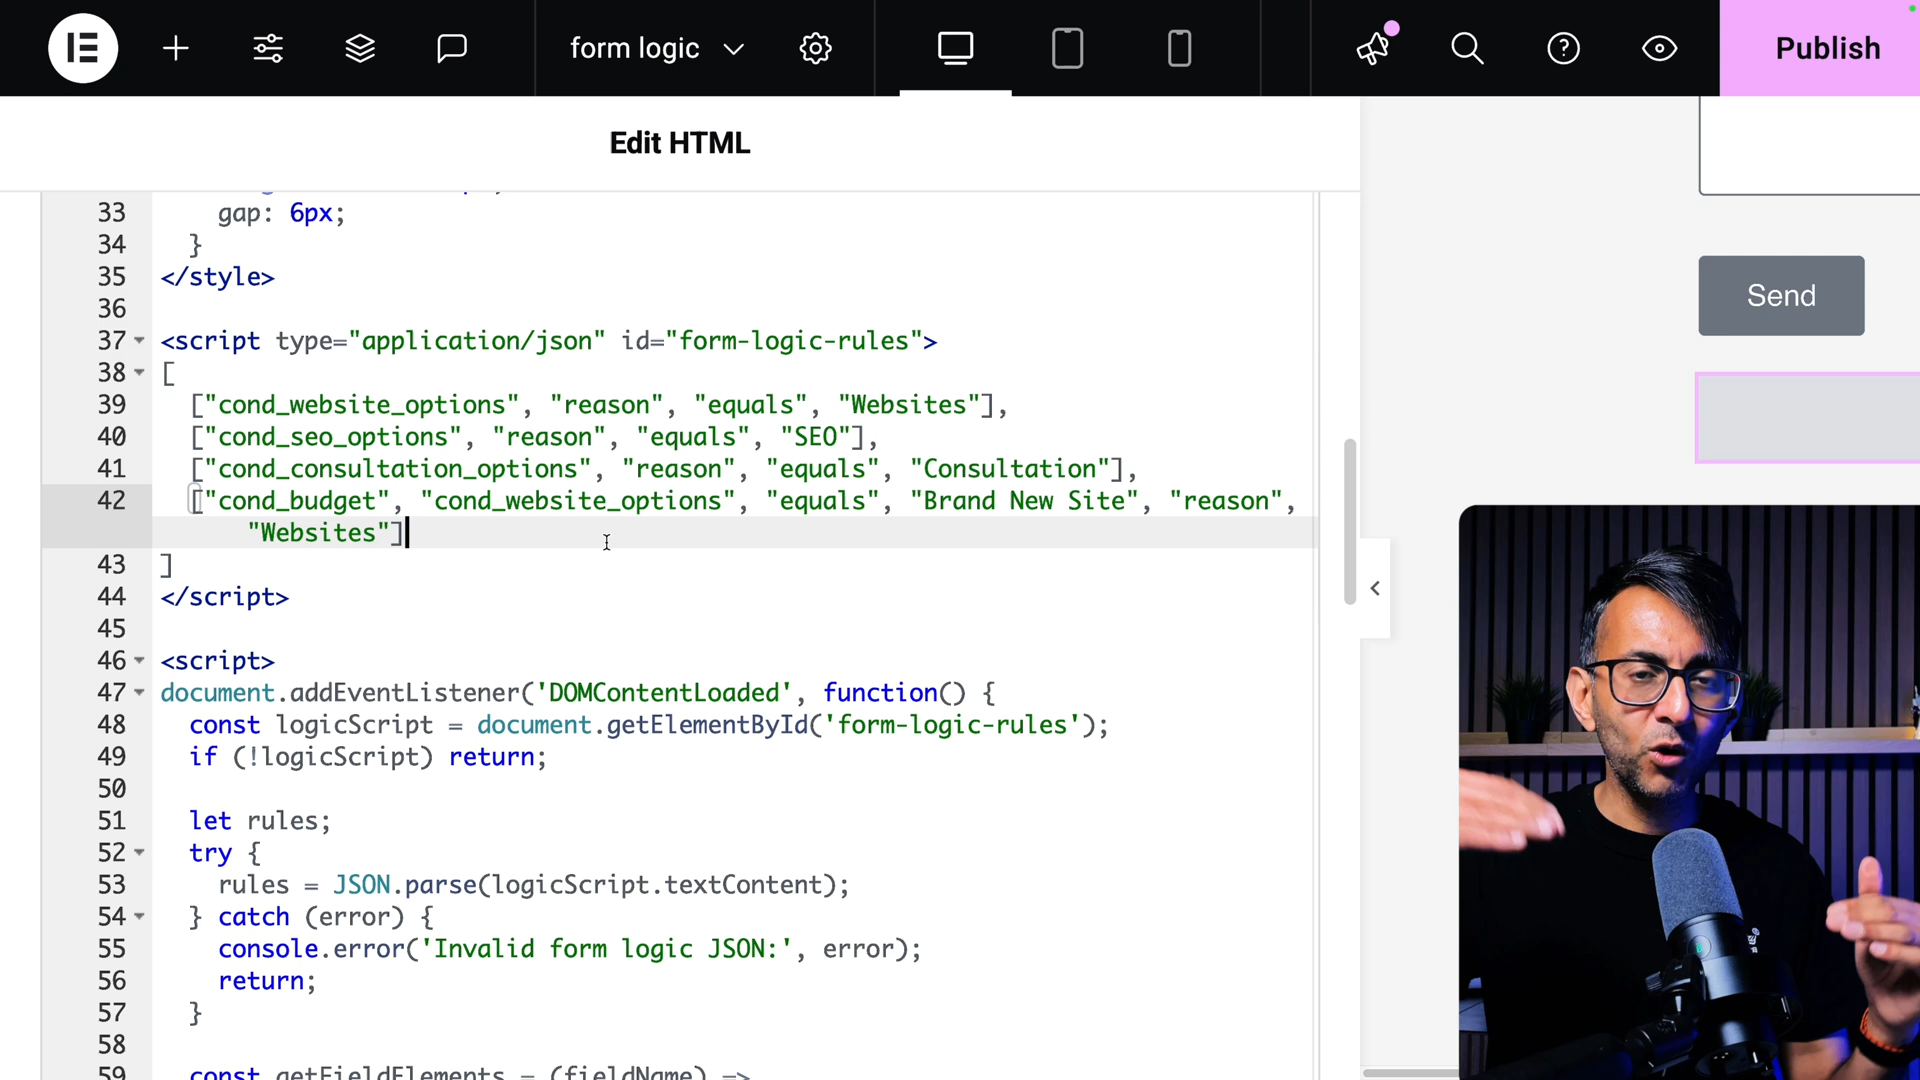 form logic
Publish
Edit HTML
33 gap: 6px;
34 }
35 </style>
36
37 <script type="application/json" id="form-logic-rules">
38 [
39 ["cond_website_options", "reason", "equals", "Websites"],
40 ["cond_seo_options", "reason", "equals", "SEO"],
41 ["cond_consultation_options", "reason", "equals", "Consultation"],
42 ["cond_budget", "cond_website_options", "equals", "Brand New Site", "reason",
"Websites"]
43 ]
44 </script>
45
46 <script>
47 document.addEventListener('DOMContentLoaded', function() {
48 const logicScript = document.getElementById('form-logic-rules');
49 if (!logicScript) return;
50
51 let rules;
52 try {
53 rules = JSON.parse(logicScript.textContent);
54 } catch (error) {
55 console.error('Invalid form logic JSON:', error);
56 return;
57 }
58
59 const getFieldElements = (fieldName) =>
Send